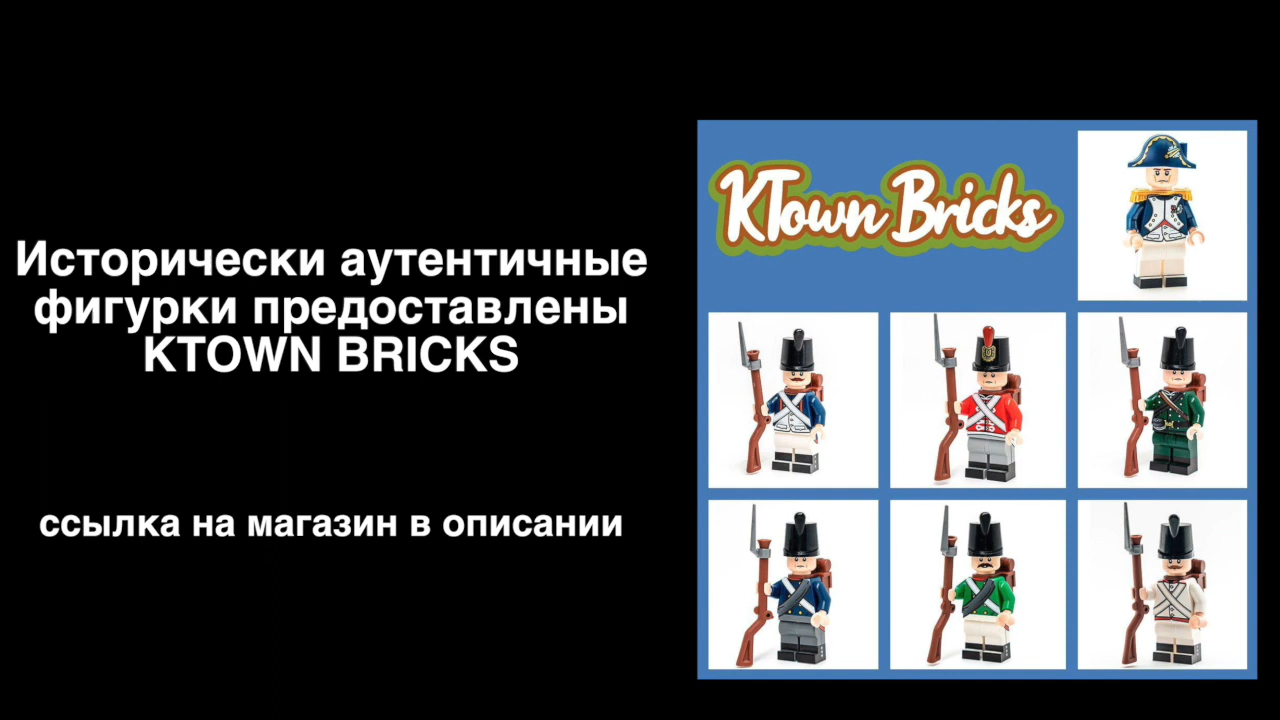 Исторически аутентичные
фигурки предоставлены
KTOWN BRICKS
ссылка на магазин в описании
KTown Bricks